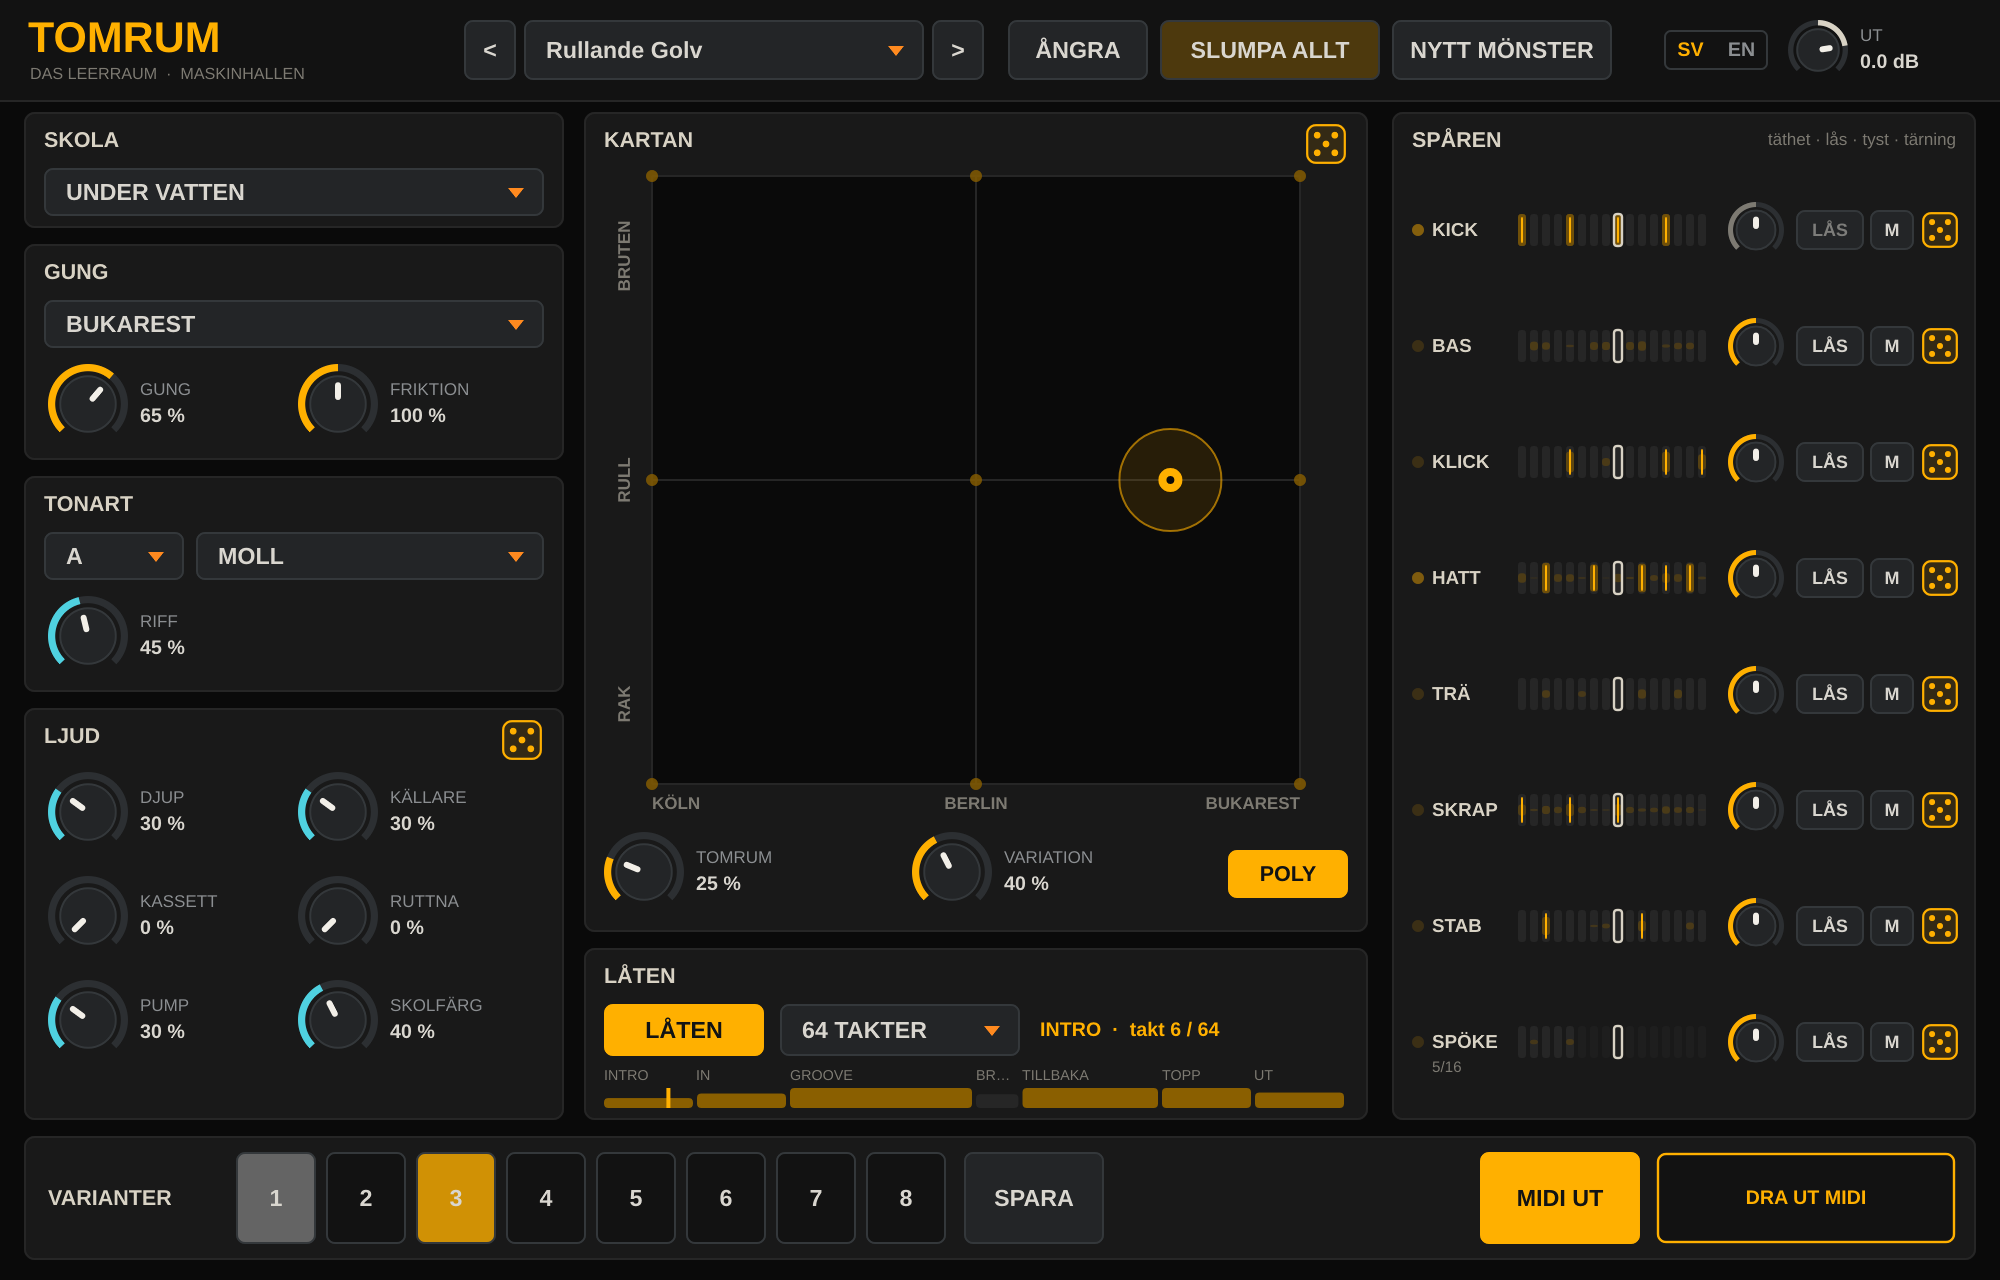 TOMRUM
DAS LEERRAUM · MASKINHALLEN
< Rullande Golv >
ÅNGRA
SLUMPA ALLT
NYTT MÖNSTER
SV EN
UT
0.0 dB
SKOLA
UNDER VATTEN
GUNG
BUKAREST
GUNG
65 %
FRIKTION
100 %
TONART
A
MOLL
RIFF
45 %
LJUD
DJUP
30 %
KÄLLARE
30 %
KASSETT
0 %
RUTTNA
0 %
PUMP
30 %
SKOLFÄRG
40 %
KARTAN
BRUTEN
RULL
RAK
KÖLN
BERLIN
BUKAREST
TOMRUM
25 %
VARIATION
40 %
POLY
LÅTEN
LÅTEN
64 TAKTER
INTRO · takt 6 / 64
INTRO
IN
GROOVE
BR...
TILLBAKA
TOPP
UT
SPÅREN
täthet · lås · tyst · tärning
KICK LÅS M
BAS LÅS M
KLICK LÅS M
HATT LÅS M
TRÄ LÅS M
SKRAP LÅS M
STAB LÅS M
SPÖKE LÅS M
5/16
VARIANTER
1 2 3 4 5 6 7 8
SPARA
MIDI UT
DRA UT MIDI